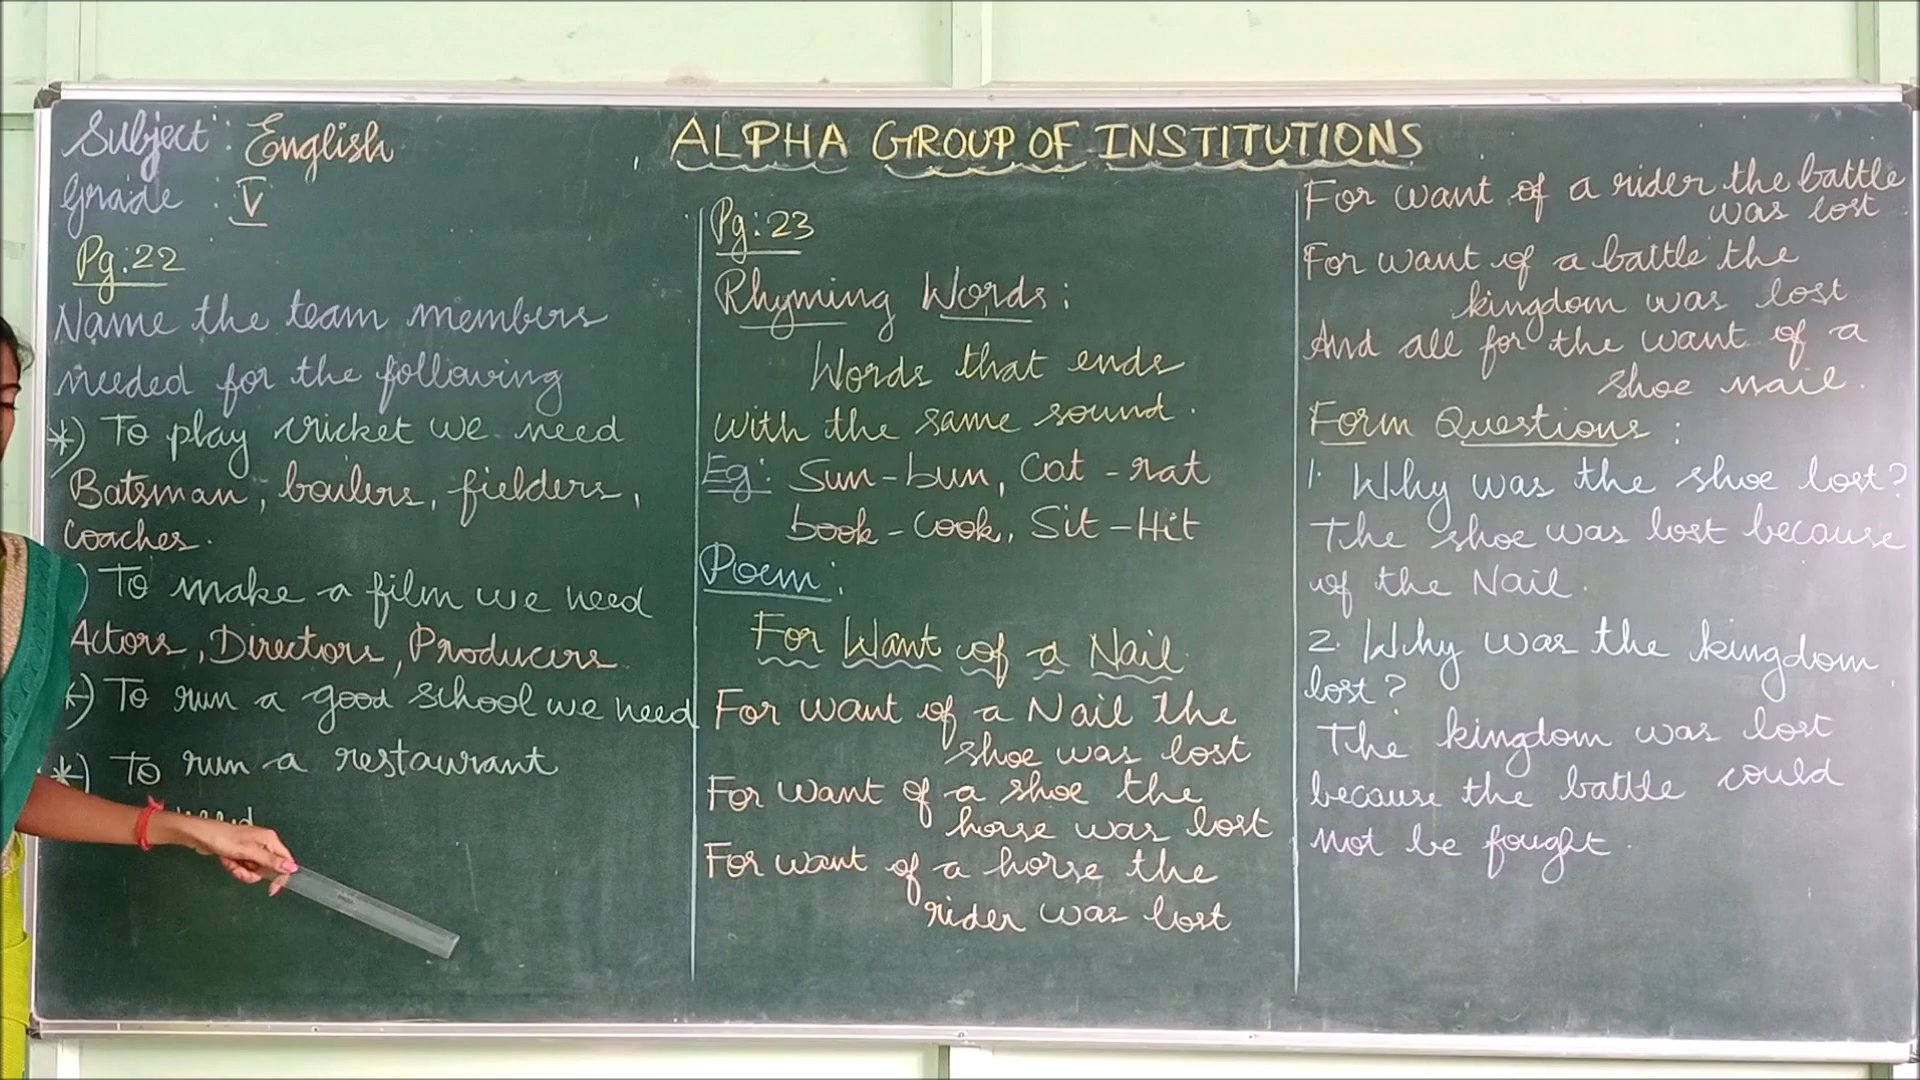 Subject : English
ALPHA GROUP OF INSTITUTIONS
Grade : V
Pg:22
Name the team members
needed for the following
*) To play cricket we need
Batsman, boilers, fielders,
Coaches.
) To make a film we need
Actors, Directors, Producers.
*) To run a good school we need
*) To run a restaurant
need
Pg:23
Rhyming Words:
Words that ends
with the same sound.
Eg: Sun-bun, Cat-rat
book-Cook, Sit-Hit
Poem:
For Want of a Nail
For want of a Nail the
shoe was lost
For want of a shoe the
horse was lost
For want of a horse the
rider was lost
For want of a rider the battle
was lost
For want of a battle the
kingdom was lost
And all for the want of a
shoe nail.
Form Questions:
1. Why was the shoe lost?
The shoe was lost because
of the Nail.
2. Why was the kingdom
lost?
The kingdom was lost
because the battle could
not be fought.